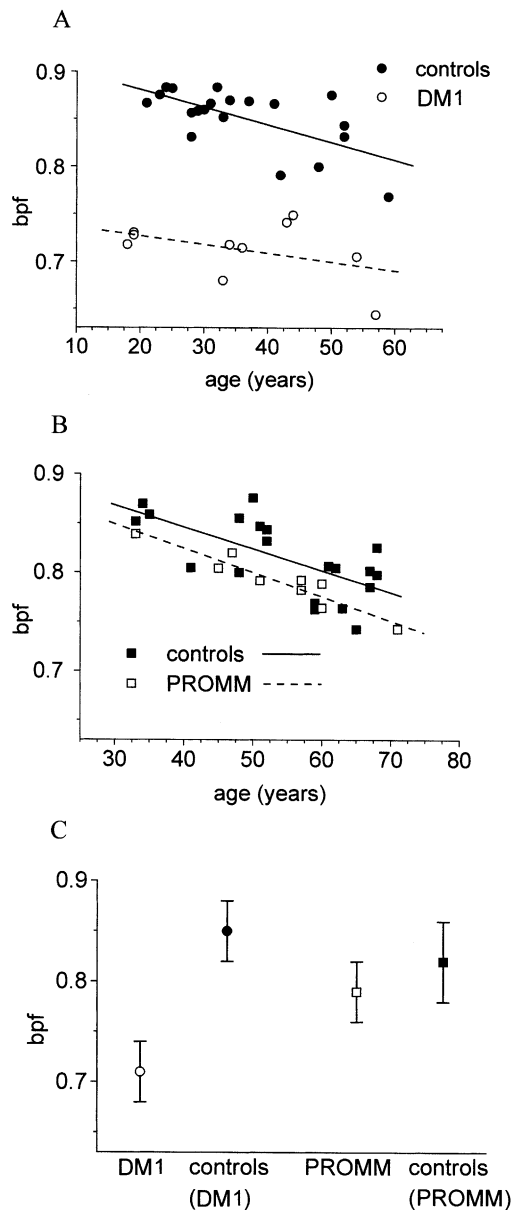 A
controls
DM1
0.9
0.8
0.7
bpf
10 20 30 40 50 60
age (years)
B
0.9
0.8
0.7
bpf
controls
PROMM
30 40 50 60 70 80
age (years)
C
0.9
0.8
0.7
bpf
DM1 controls PROMM controls
(DM1) (PROMM)